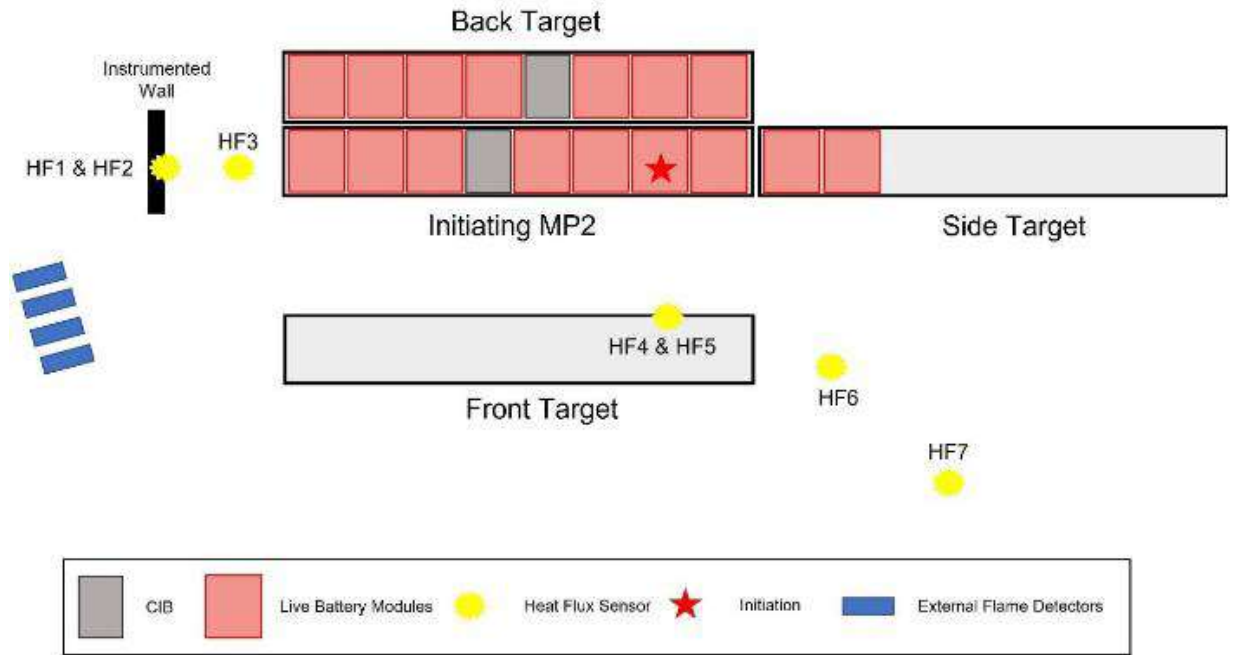 Back Target
Instrumented
Wall
HF3
HF1 & HF2
Initiating MP2
Side Target
HF4 & HF5
Front Target
HF6
HF7
CIB
Live Battery Modules
Heat Flux Sensor
Initiation
External Flame Detectors